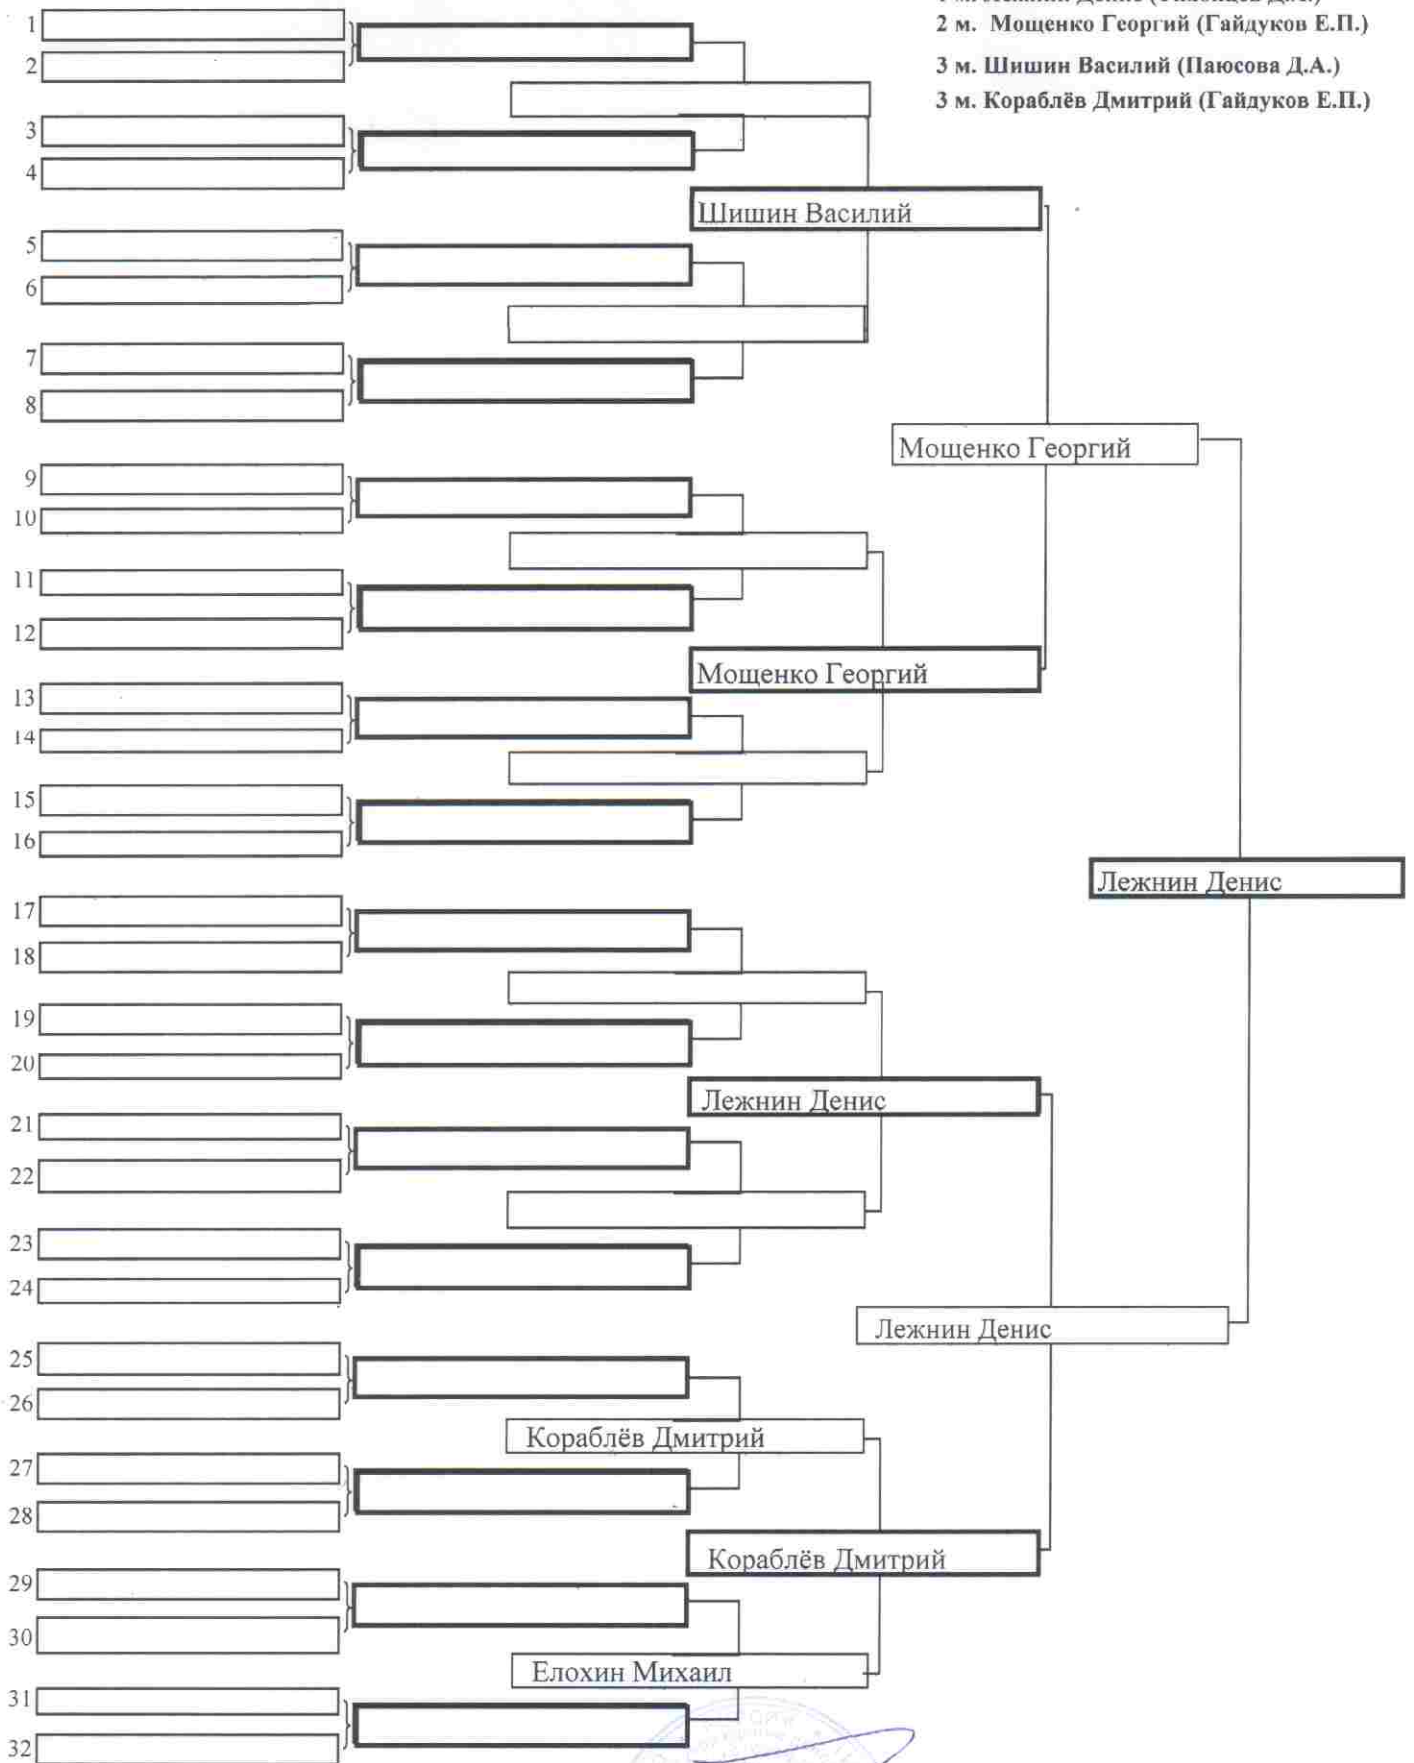 2 м. Мощенко Георгий (Гайдуков Е.П.)
3 м. Шишин Василий (Паюсова Д.А.)
3 м. Кораблёв Дмитрий (Гайдуков Е.П.)
1
2
3
4
Шишин Василий
5
6
7
8
Мощенко Георгий
9
10
11
12
Мощенко Георгий
13
14
15
16
Лежнин Денис
17
18
19
20
Лежнин Денис
21
22
23
24
Лежнин Денис
25
26
Кораблёв Дмитрий
27
28
Кораблёв Дмитрий
29
30
Елохин Михаил
31
32